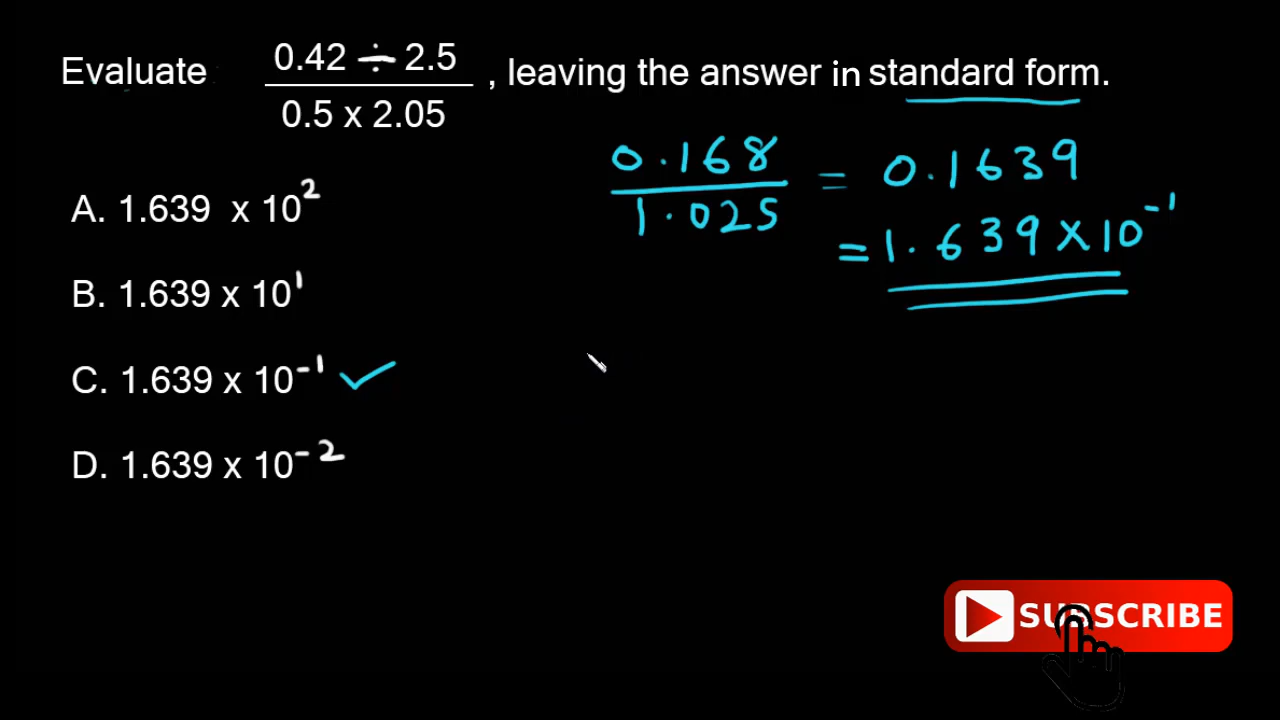 Evaluate 0.42 ÷ 2.5 / 0.5 x 2.05 , leaving the answer in standard form.
0.168 / 1.025 = 0.1639
= 1.639 × 10⁻¹
A. 1.639 x 10²
B. 1.639 x 10¹
C. 1.639 x 10⁻¹ ✓
D. 1.639 x 10⁻²
SUBSCRIBE